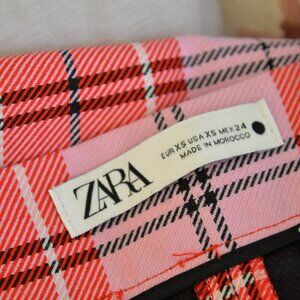 ZARA
EUR XS USA XS MEX 24
MADE IN MOROCCO